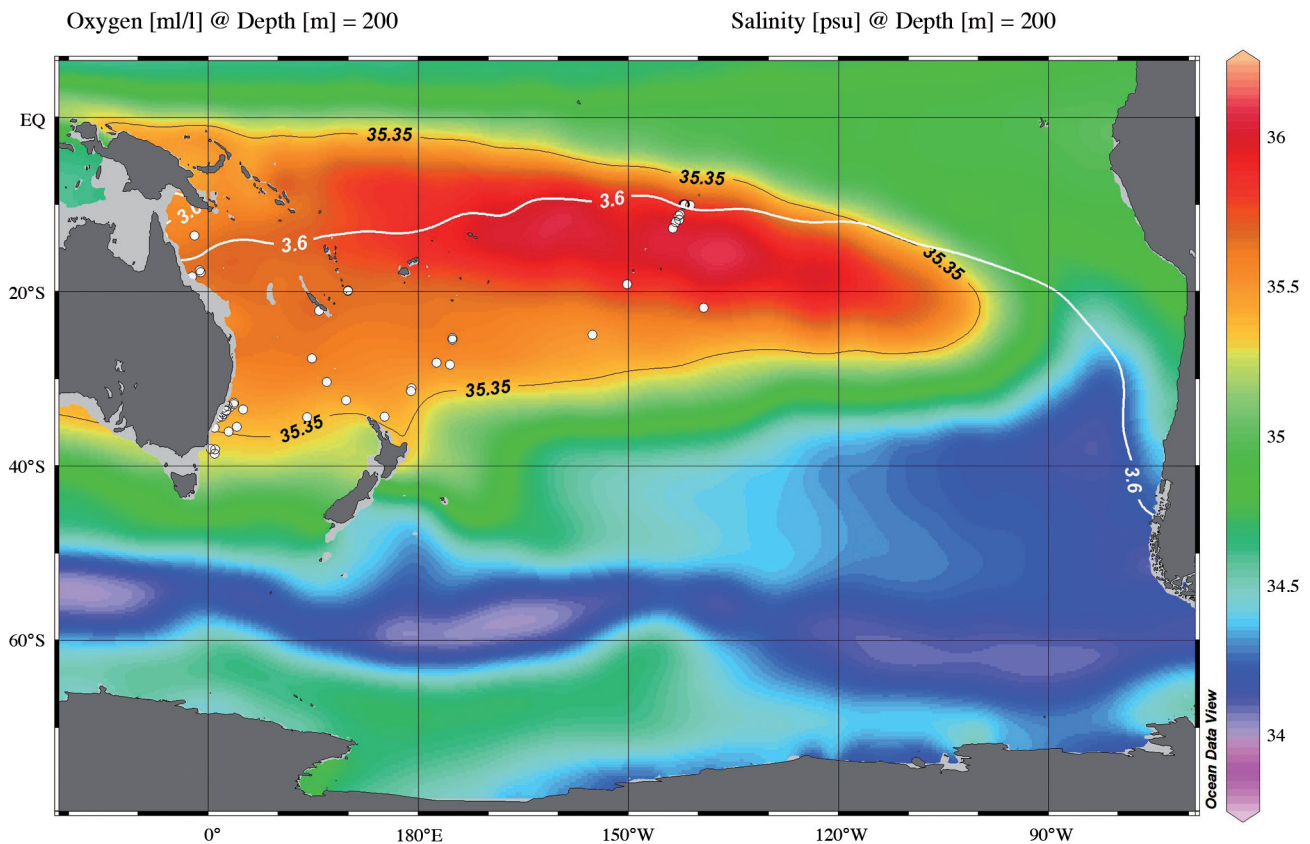 Oxygen [ml/l] @ Depth [m] = 200
Salinity [psu] @ Depth [m] = 200
EQ
20°S
40°S
60°S
0°
180°E
150°W
120°W
90°W
35.35
35.35
35.35
35.35
35.35
3.6
3.6
3.6
36
35.5
35
34.5
34
Ocean Data View